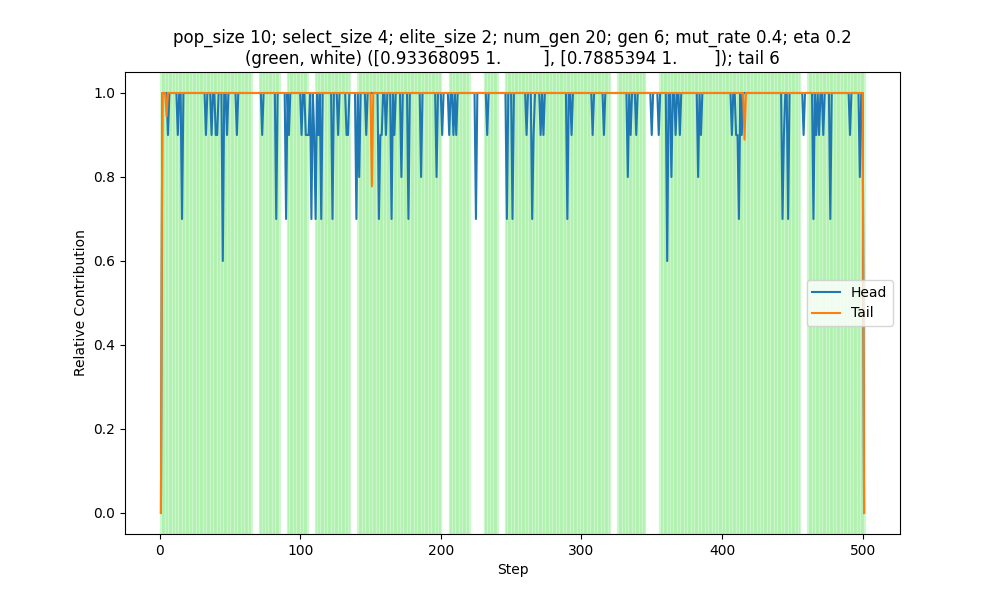 pop_size 10; select_size 4; elite_size 2; num_gen 20; gen 6; mut_rate 0.4; eta 0.2
(green, white) ([0.93368095 1.        ], [0.7885394 1.        ]); tail 6
1.0
0.8
0.6
0.4
0.2
0.0
Relative Contribution
Head
Tail
0
100
200
300
400
500
Step